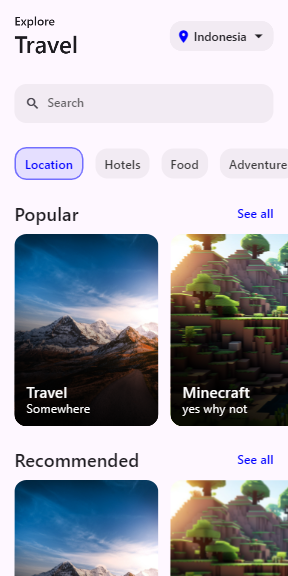 Explore
Travel
Indonesia
Search
Location
Hotels
Food
Adventure
Popular
See all
Travel
Somewhere
Minecraft
yes why not
Recommended
See all